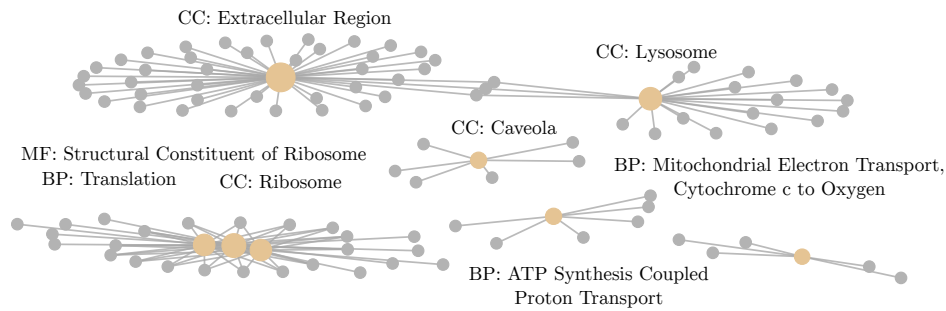 CC: Extracellular Region
CC: Lysosome
CC: Caveola
MF: Structural Constituent of Ribosome
BP: Translation
CC: Ribosome
BP: Mitochondrial Electron Transport,
Cytochrome c to Oxygen
BP: ATP Synthesis Coupled
Proton Transport